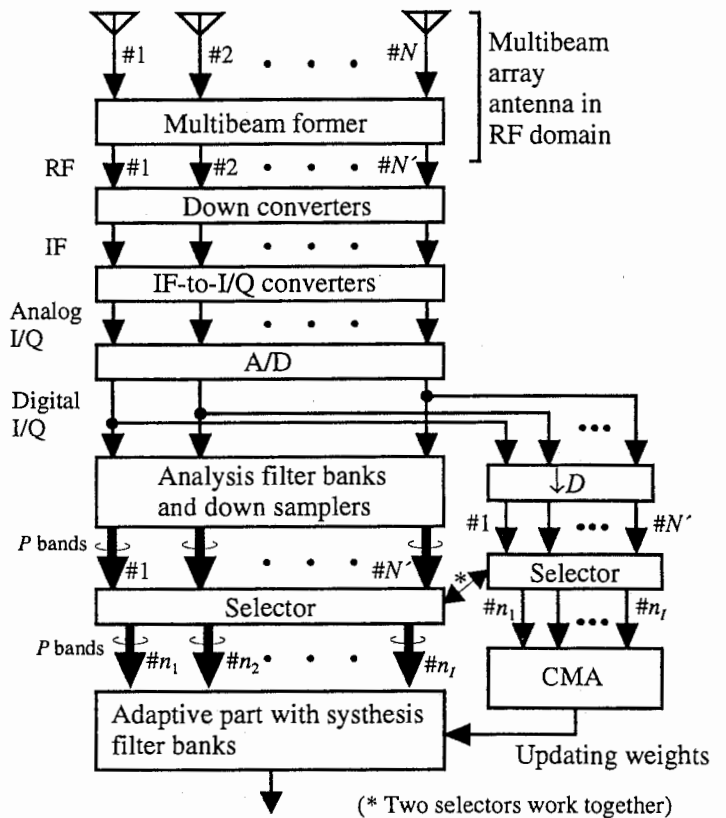 #1 #2 #N
Multibeam
array
antenna in
RF domain
Multibeam former
RF #1 #2 #N´
Down converters
IF
IF-to-I/Q converters
Analog
I/Q
A/D
Digital
I/Q
Analysis filter banks
and down samplers
↓D
#1 #N´
P bands
#1 #N´
*
Selector
Selector
#n₁ #n_I
P bands
#n₁ #n₂ #n_I
CMA
Adaptive part with systhesis
filter banks
Updating weights
(* Two selectors work together)